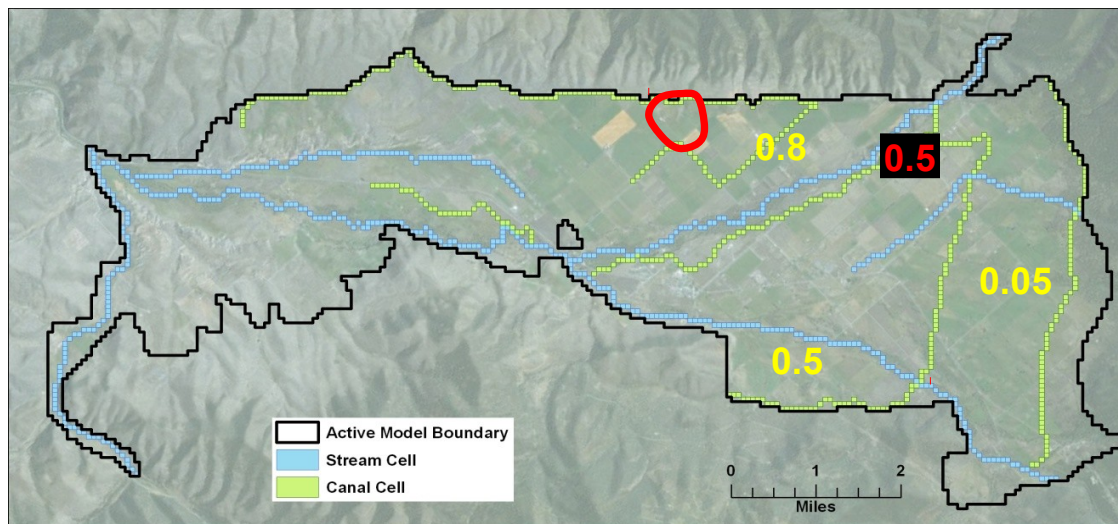 0.8
0.5
0.05
0.5
Active Model Boundary
Stream Cell
Canal Cell
0 1 2
Miles